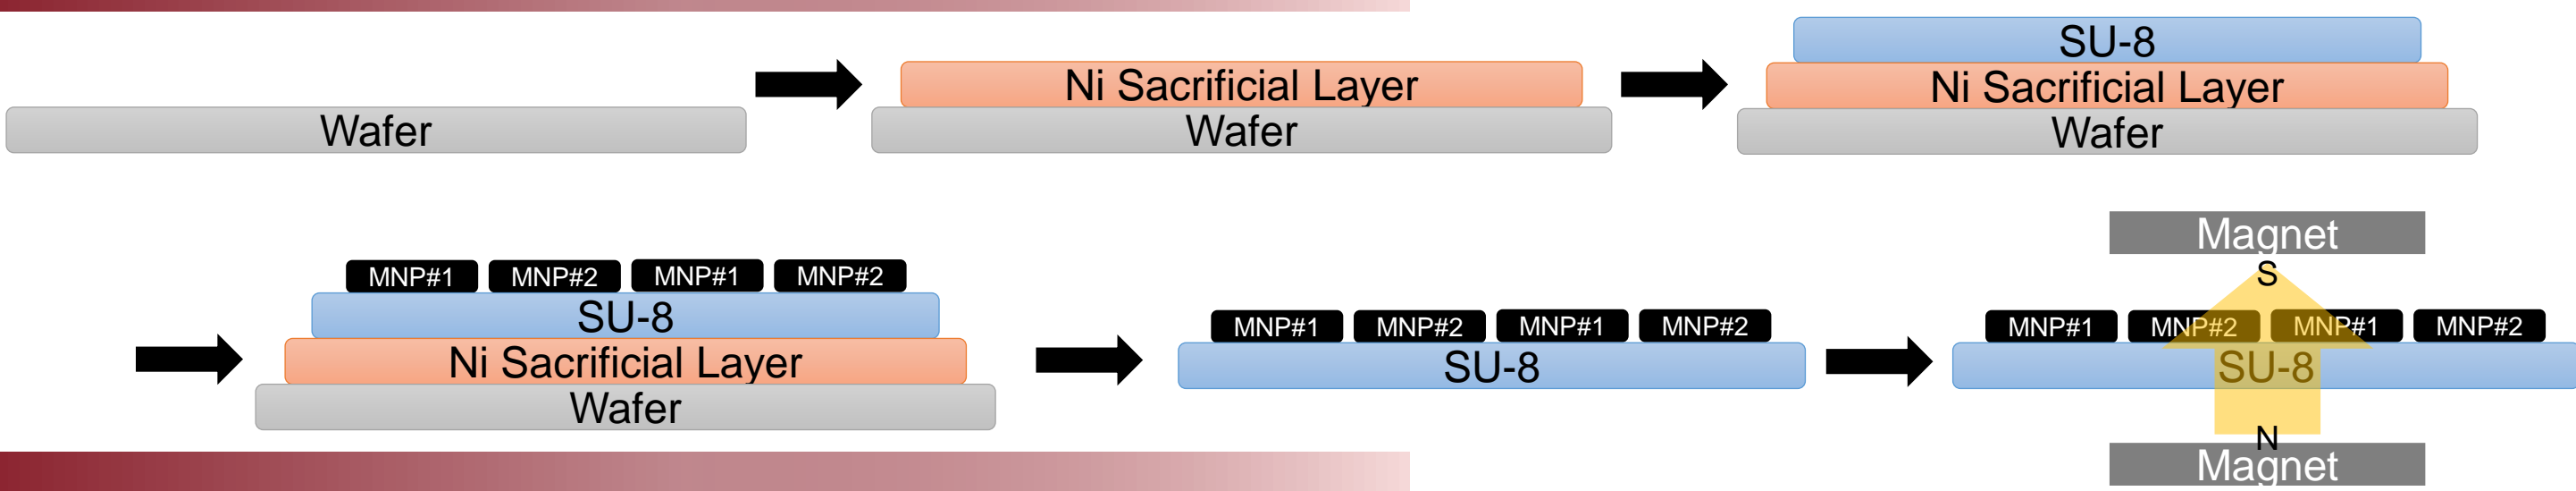 Wafer
Ni Sacrificial Layer
Wafer
SU-8
Ni Sacrificial Layer
Wafer
MNP#1 MNP#2 MNP#1 MNP#2
SU-8
Ni Sacrificial Layer
Wafer
MNP#1 MNP#2 MNP#1 MNP#2
SU-8
Magnet
S
MNP#1 MNP#2 MNP#1 MNP#2
SU-8
N
Magnet